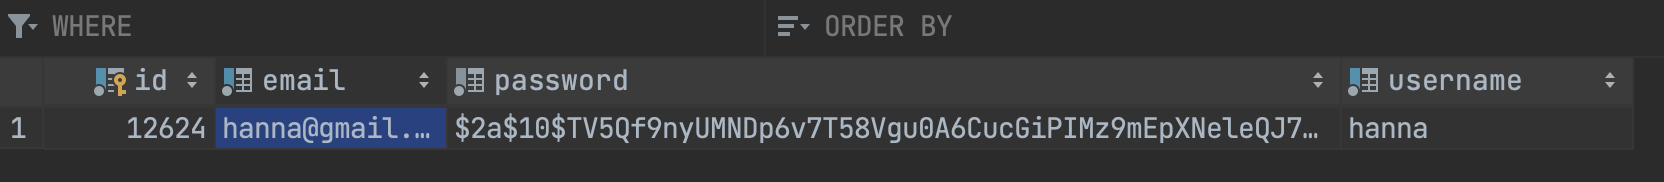 WHERE ORDER BY
id email password username
1 12624 hanna@gmail.… $2a$10$TV5Qf9nyUMNDp6v7T58Vgu0A6CucGiPIMz9mEpXNeleQJ7… hanna